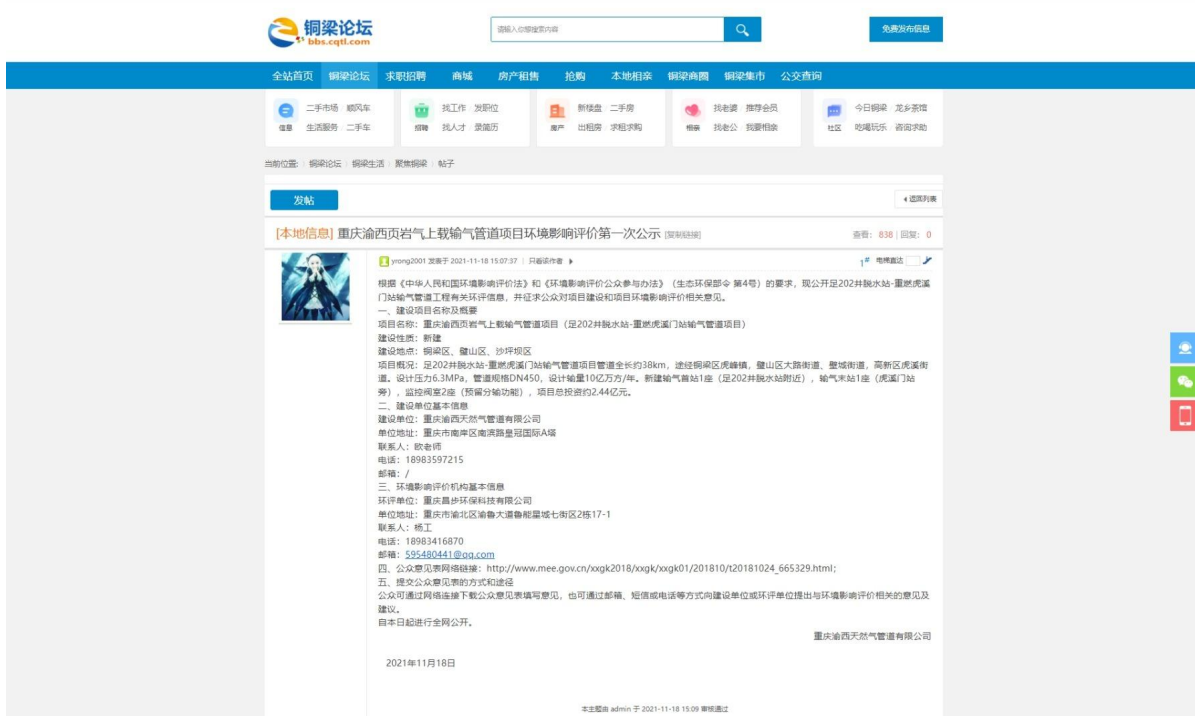 铜梁论坛
bbs.cqtl.com
请输入你想搜索内容
免费发布信息
全站首页 铜梁论坛 求职招聘 商城 房产租售 抢购 本地相亲 铜梁商圈 铜梁集市 公交查询
二手市场 顺风车 找工作 发职位 新楼盘 二手房 找老婆 推荐会员 今日铜梁 龙乡茶馆
信息 生活服务 二手车 招聘 找人才 录简历 房产 出租房 求租求购 相亲 找老公 我要相亲 社区 吃喝玩乐 咨询求助
当前位置: 铜梁论坛 铜梁生活 聚焦铜梁 帖子
发帖
返回列表
[本地信息] 重庆渝西页岩气上载输气管道项目环境影响评价第一次公示 [复制链接]
查看: 838 | 回复: 0
yrong2001 发表于 2021-11-18 15:07:37 | 只看该作者
1# 电梯直达
根据《中华人民共和国环境影响评价法》和《环境影响评价公众参与办法》（生态环保部令 第4号）的要求，现公开足202井脱水站-重燃虎溪
门站输气管道工程有关环评信息，并征求公众对项目建设和项目环境影响评价相关意见。
一、建设项目名称及概要
项目名称：重庆渝西页岩气上载输气管道项目（足202井脱水站-重燃虎溪门站输气管道项目）
建设性质：新建
建设地点：铜梁区、璧山区、沙坪坝区
项目概况：足202井脱水站-重燃虎溪门站输气管道项目管道全长约38km，途经铜梁区虎峰镇，璧山区大路街道、璧城街道，高新区虎溪街
道。设计压力6.3MPa，管道规格DN450，设计输量10亿万方/年。新建输气首站1座（足202井脱水站附近），输气末站1座（虎溪门站
旁），监控阀室2座（预留分输功能），项目总投资约2.44亿元。
二、建设单位基本信息
建设单位：重庆渝西天然气管道有限公司
单位地址：重庆市南岸区南滨路皇冠国际A塔
联系人：欧老师
电话：18983597215
邮箱：/
三、环境影响评价机构基本信息
环评单位：重庆昌步环保科技有限公司
单位地址：重庆市渝北区渝鲁大道鲁能星城七街区2栋17-1
联系人：杨工
电话：18983416870
邮箱：595480441@qq.com
四、公众意见表网络链接：http://www.mee.gov.cn/xxgk2018/xxgk/xxgk01/201810/t20181024_665329.html;
五、提交公众意见表的方式和途径
公众可通过网络连接下载公众意见表填写意见，也可通过邮箱、短信或电话等方式向建设单位或环评单位提出与环境影响评价相关的意见及
建议。
自本日起进行全网公开。
重庆渝西天然气管道有限公司
2021年11月18日
本主题由 admin 于 2021-11-18 15:09 审核通过